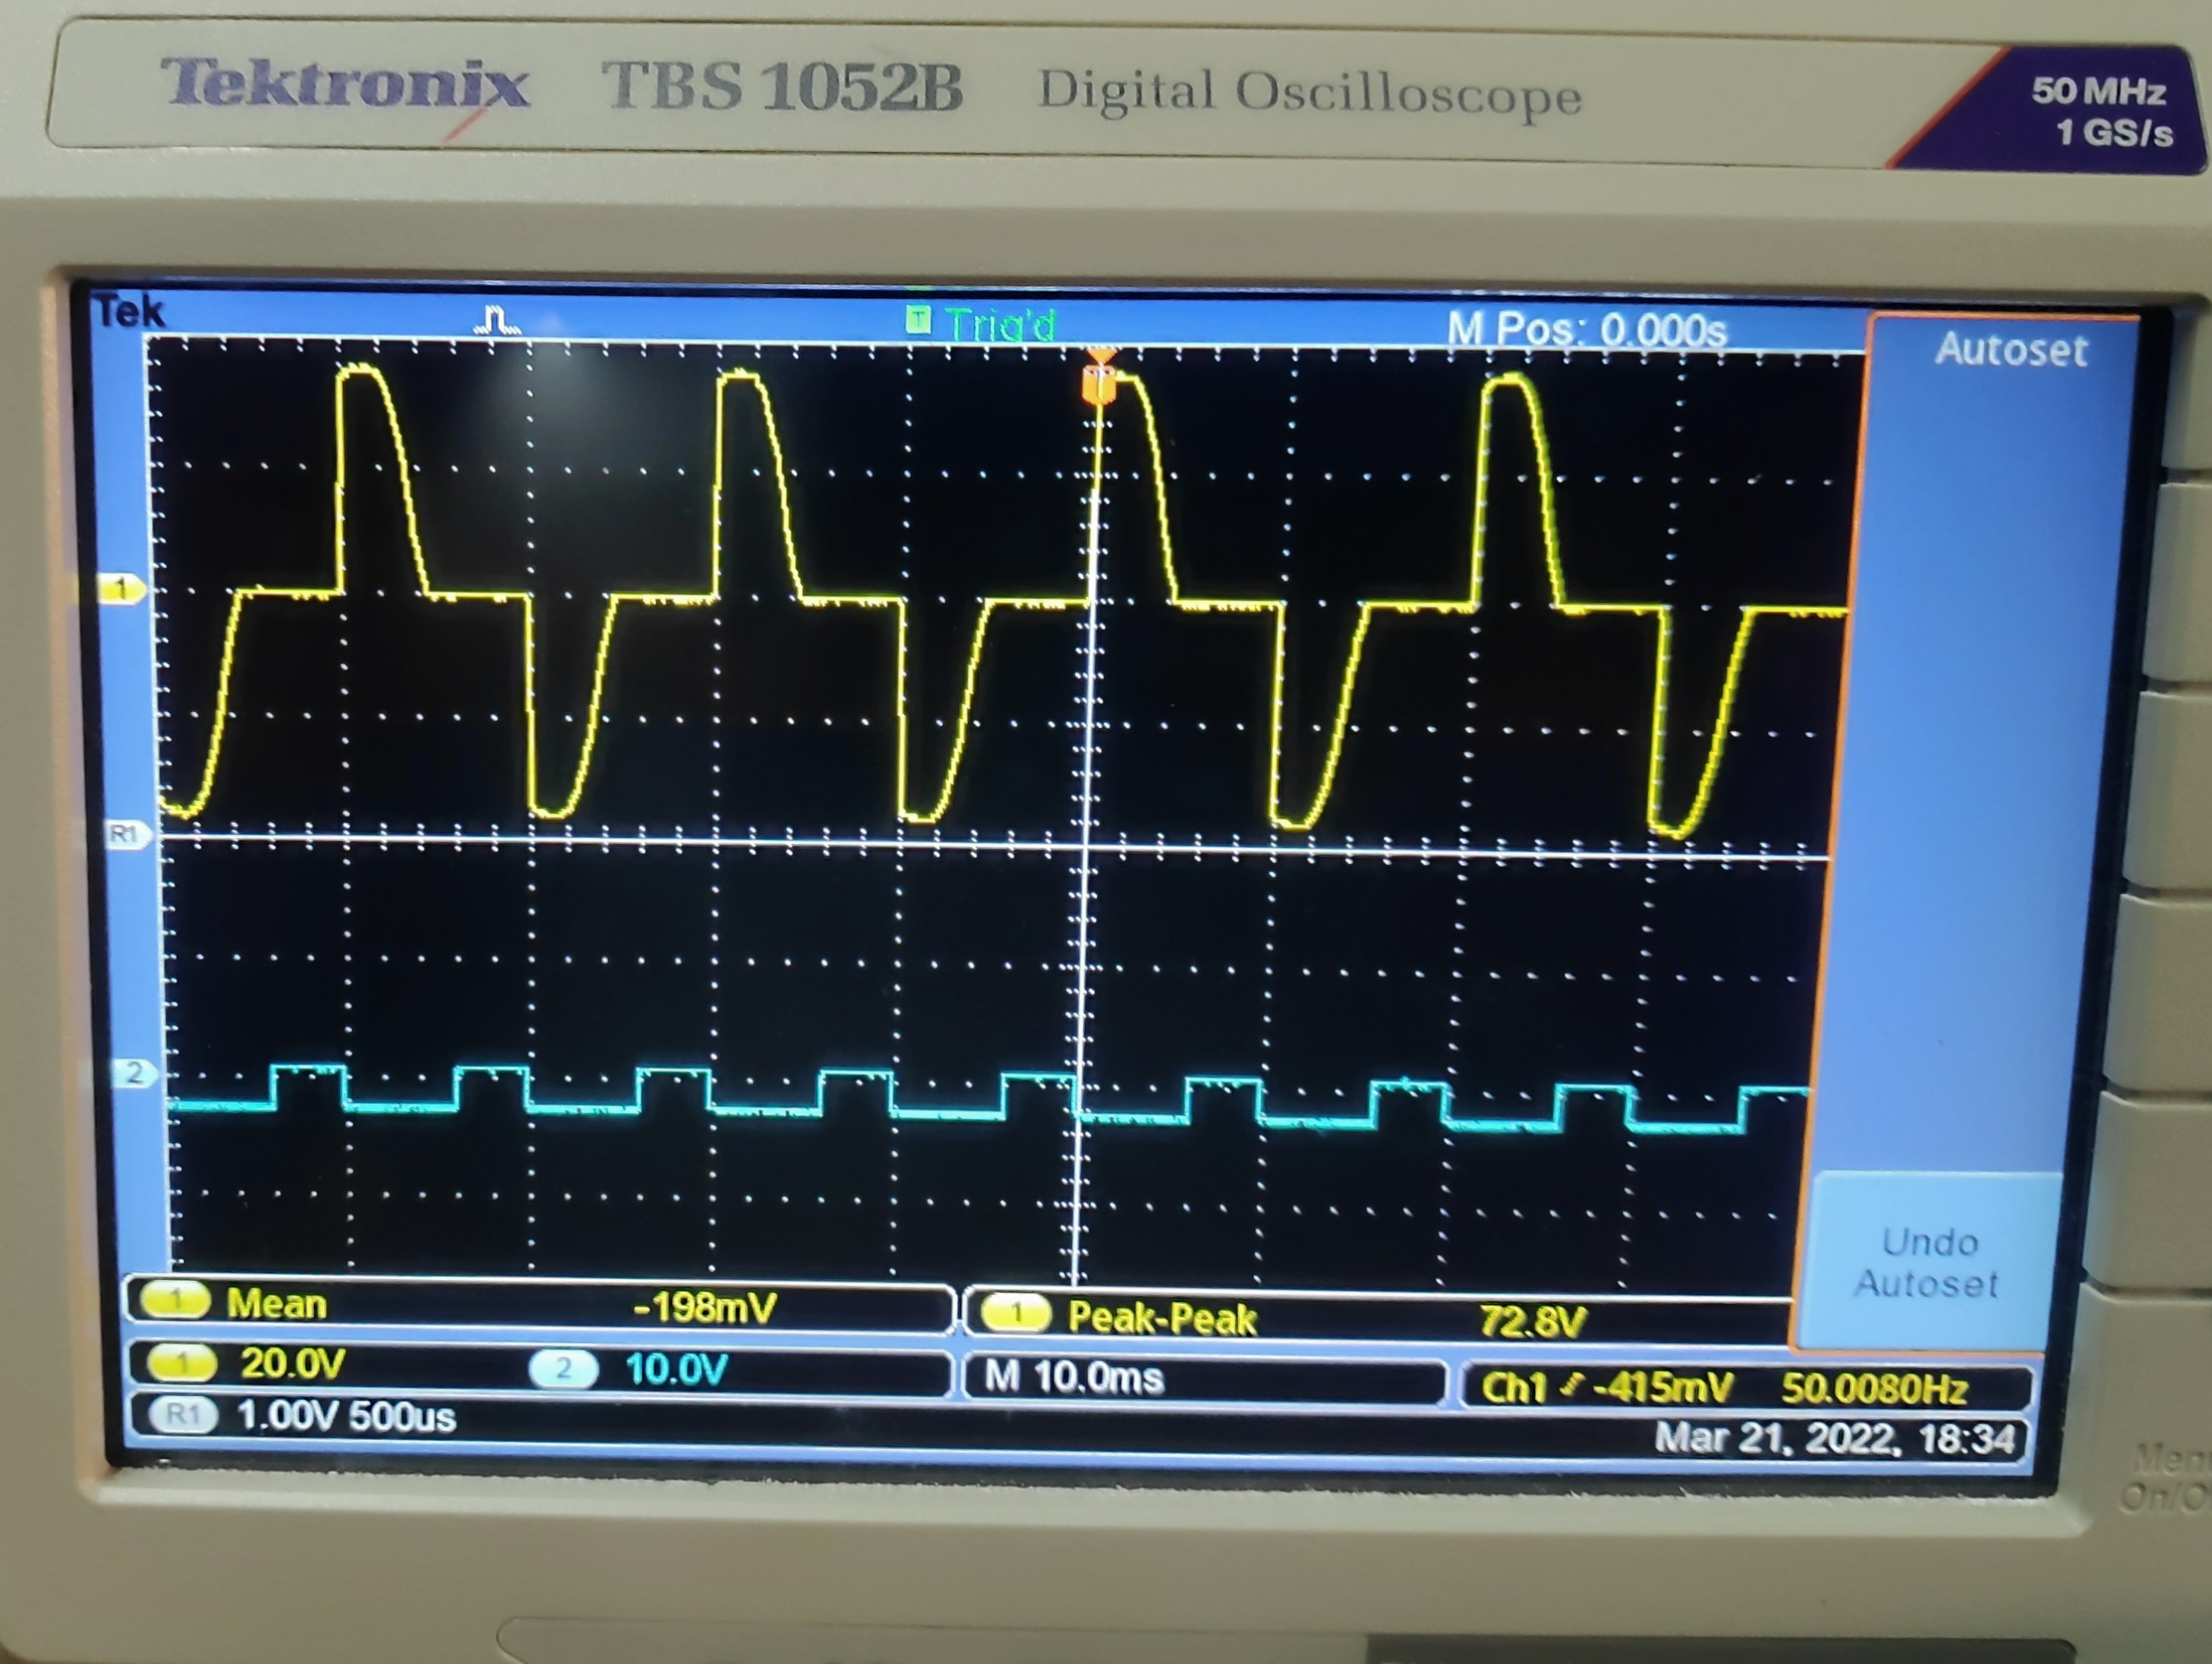 Tektronix TBS 1052B Digital Oscilloscope
50 MHz
1 GS/s
Tek T Trig'd M Pos: 0.000s
Autoset
1
R1
2
Undo
Autoset
1 Mean -198mV 1 Peak-Peak 72.8V
1 20.0V 2 10.0V M 10.0ms Ch1 -415mV 50.0080Hz
R1 1.00V 500us
Mar 21, 2022, 18:34